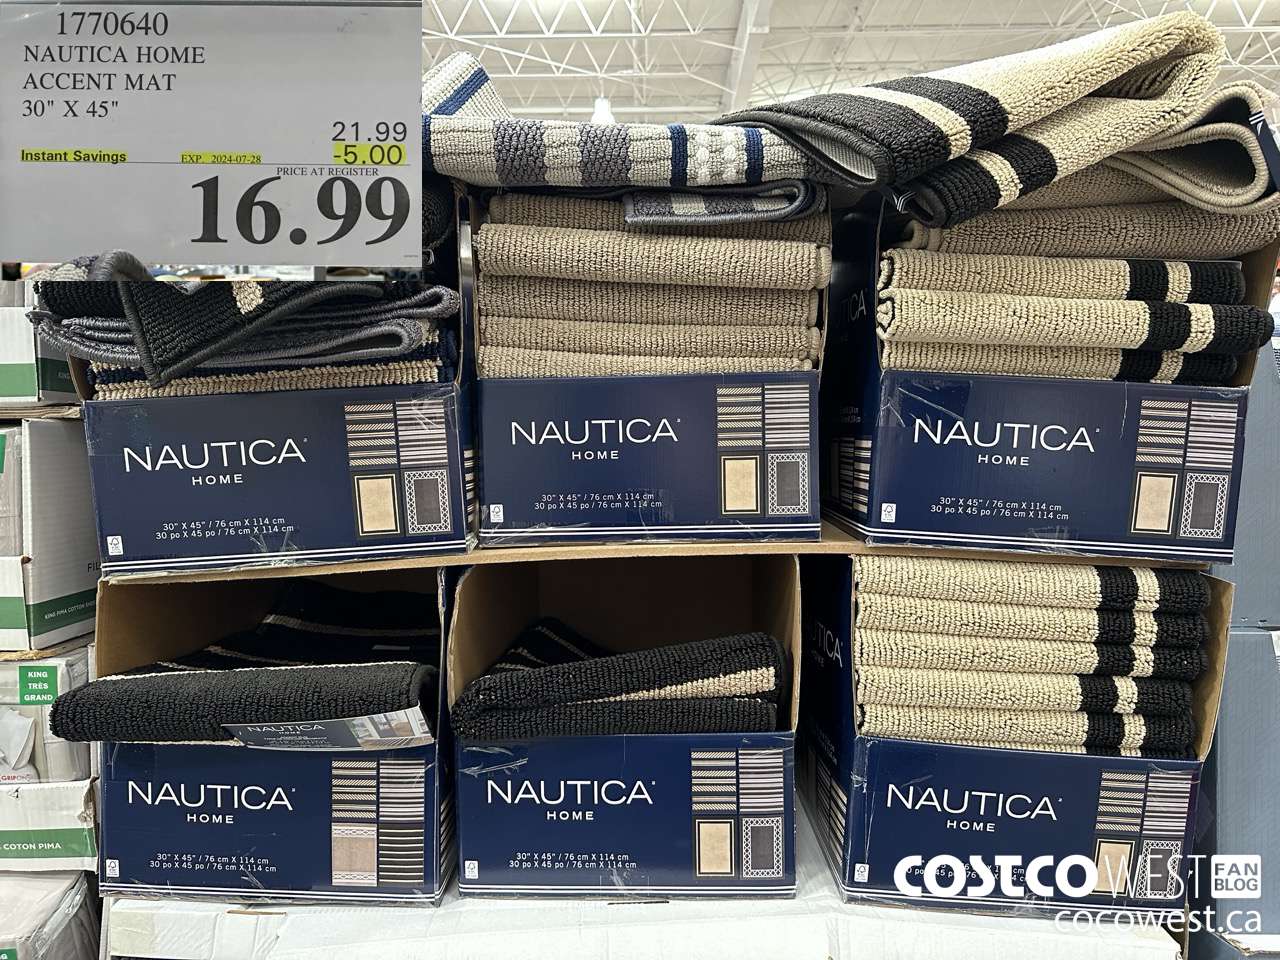 1770640
NAUTICA HOME
ACCENT MAT
30" X 45"
21.99
Instant Savings EXP. 2024-07-28 -5.00
PRICE AT REGISTER
16.99
NAUTICA
HOME
30" X 45" / 76 cm X 114 cm
30 po X 45 po / 76 cm X 114 cm
NAUTICA
HOME
30" X 45" / 76 cm X 114 cm
30 po X 45 po / 76 cm X 114 cm
NAUTICA
HOME
30" X 45" / 76 cm X 114 cm
30 po X 45 po / 76 cm X 114 cm
KING PIMA COTTON
KING
TRÈS
GRAND
COTON PIMA
NAUTICA
HOME
NAUTICA
HOME
30" X 45" / 76 cm X 114 cm
30 po X 45 po / 76 cm X 114 cm
NAUTICA
HOME
30" X 45" / 76 cm X 114 cm
30 po X 45 po / 76 cm X 114 cm
NAUTICA
HOME
COSTCO WEST FAN BLOG
cocowest.ca